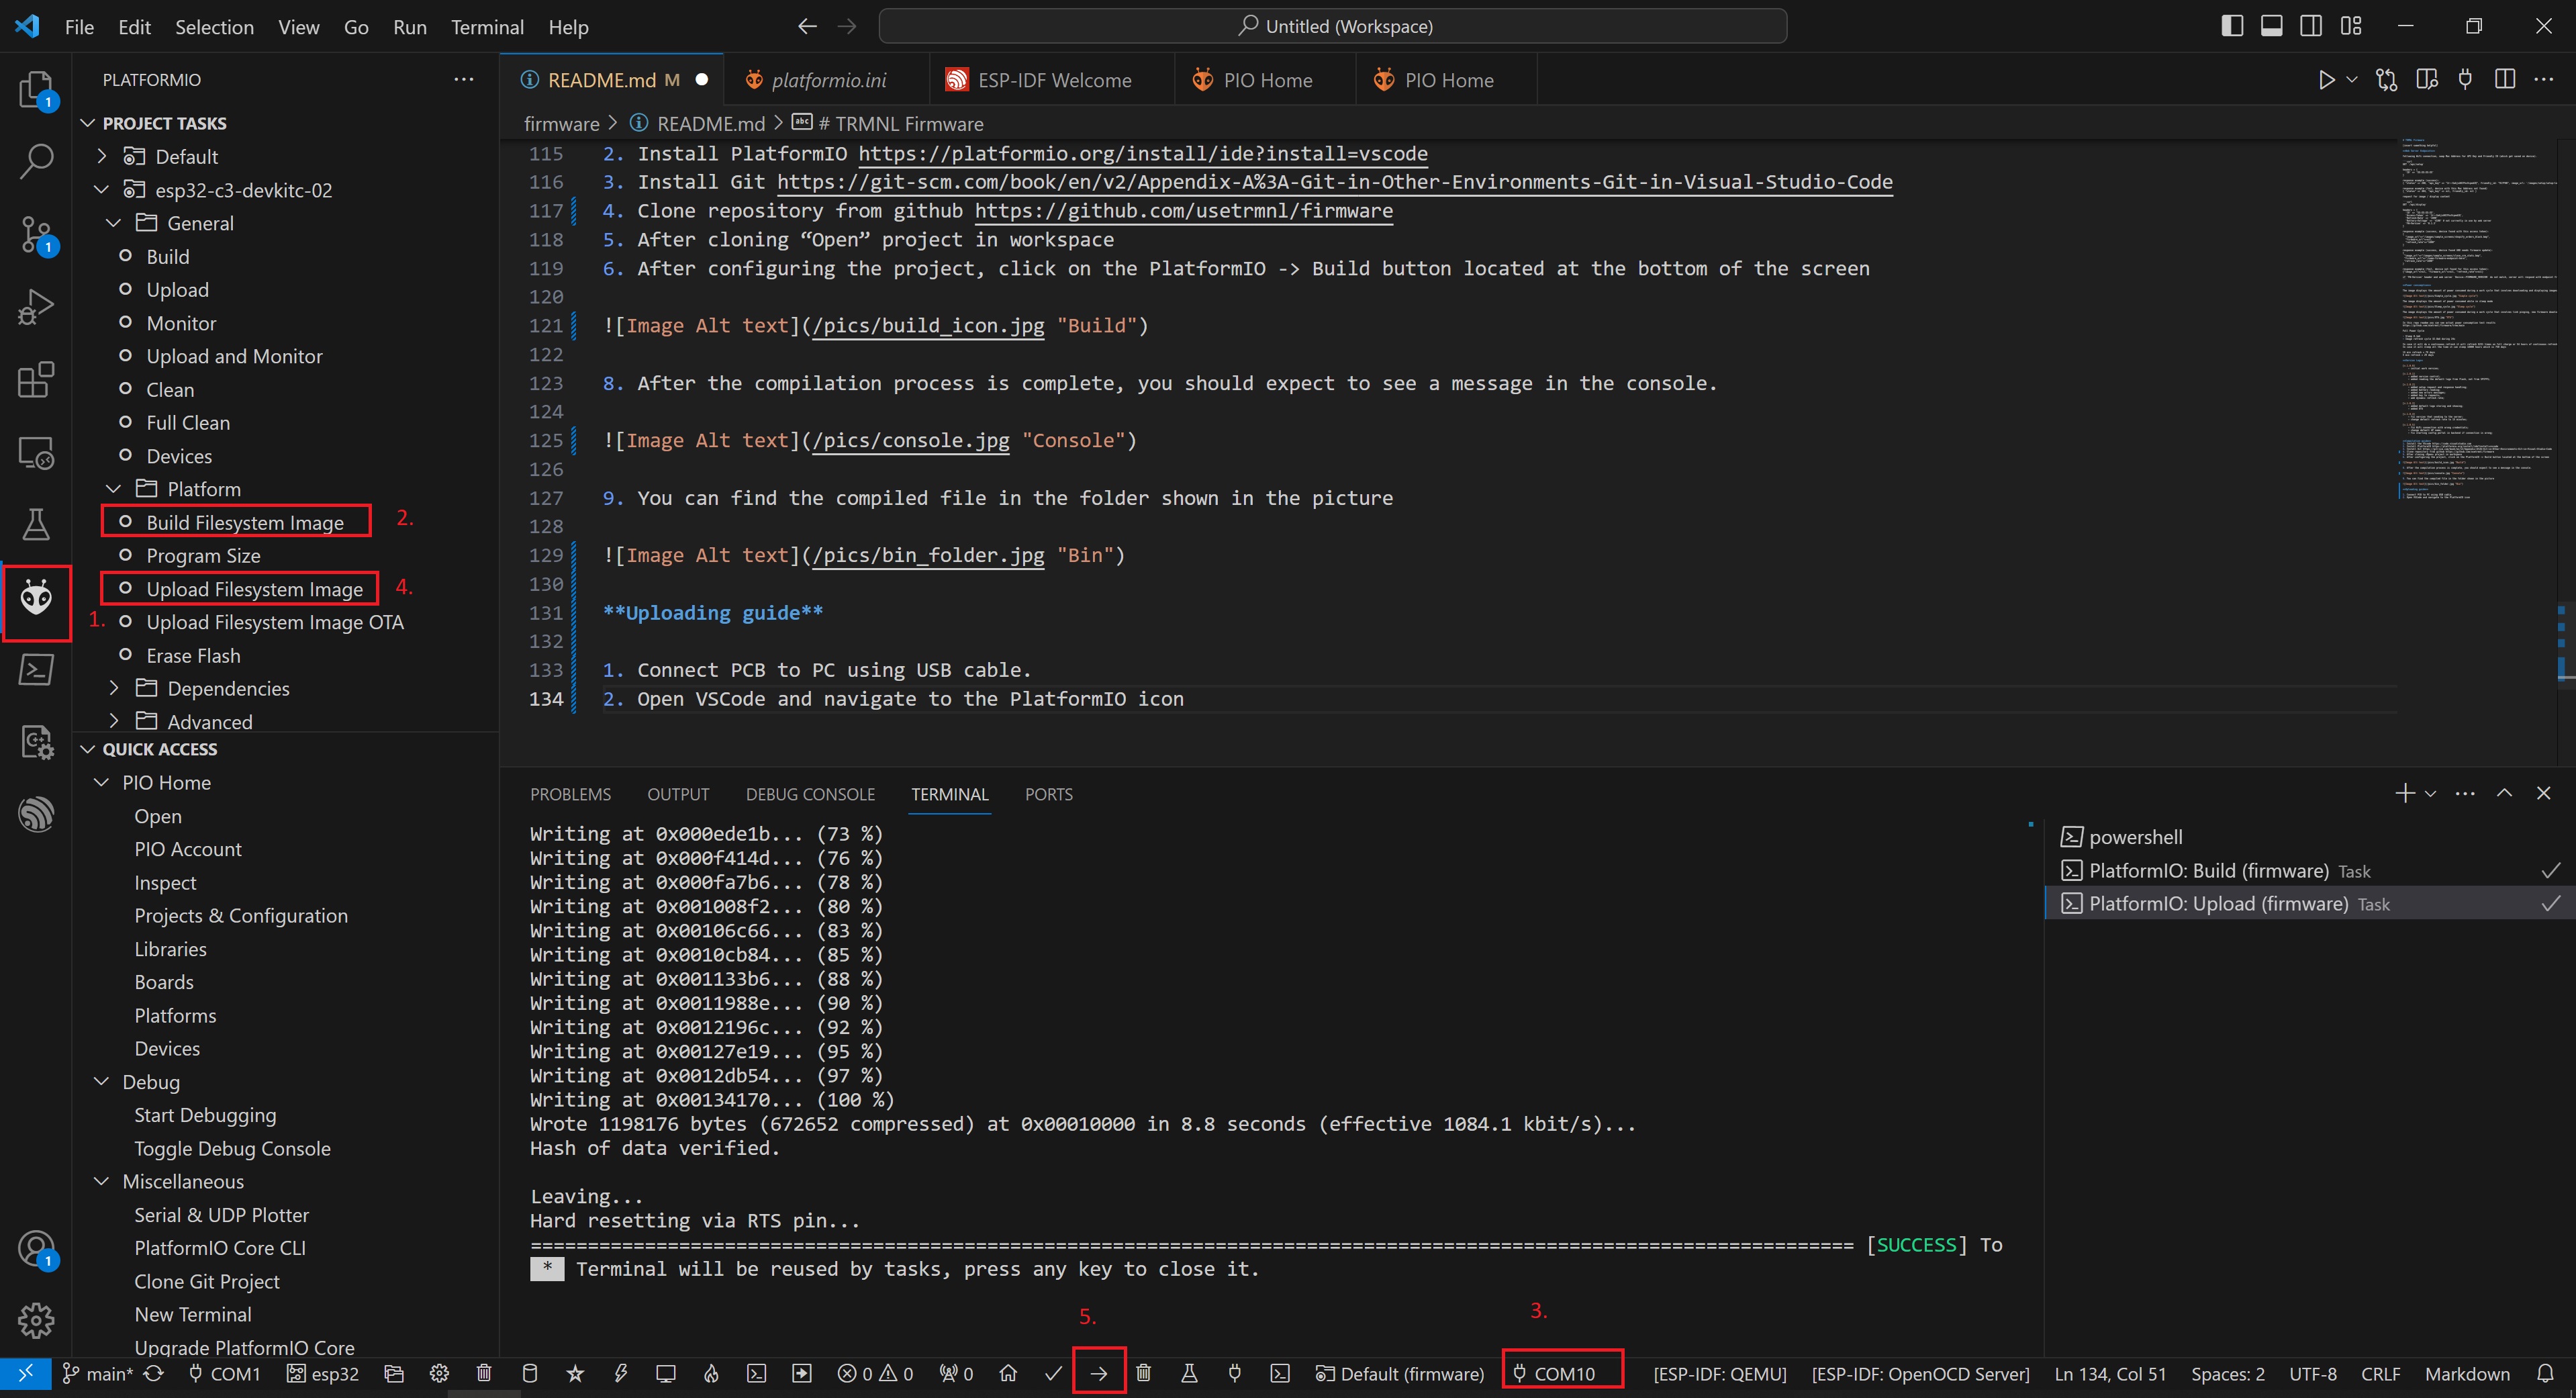 File Edit Selection View Go Run Terminal Help
Untitled (Workspace)
PLATFORMIO
PROJECT TASKS
Default
esp32-c3-devkitc-02
General
Build
Upload
Monitor
Upload and Monitor
Clean
Full Clean
Devices
Platform
Build Filesystem Image 2.
Program Size
Upload Filesystem Image 4.
1.
Upload Filesystem Image OTA
Erase Flash
Dependencies
Advanced
QUICK ACCESS
PIO Home
Open
PIO Account
Inspect
Projects & Configuration
Libraries
Boards
Platforms
Devices
Debug
Start Debugging
Toggle Debug Console
Miscellaneous
Serial & UDP Plotter
PlatformIO Core CLI
Clone Git Project
New Terminal
Upgrade PlatformIO Core
1
1
1
README.md M platformio.ini ESP-IDF Welcome PIO Home PIO Home
firmware > README.md > # TRMNL Firmware
115 2. Install PlatformIO https://platformio.org/install/ide?install=vscode
116 3. Install Git https://git-scm.com/book/en/v2/Appendix-A%3A-Git-in-Other-Environments-Git-in-Visual-Studio-Code
117 4. Clone repository from github https://github.com/usetrmnl/firmware
118 5. After cloning “Open” project in workspace
119 6. After configuring the project, click on the PlatformIO -> Build button located at the bottom of the screen
120
121 ![Image Alt text](/pics/build_icon.jpg "Build")
122
123 8. After the compilation process is complete, you should expect to see a message in the console.
124
125 ![Image Alt text](/pics/console.jpg "Console")
126
127 9. You can find the compiled file in the folder shown in the picture
128
129 ![Image Alt text](/pics/bin_folder.jpg "Bin")
130
131 **Uploading guide**
132
133 1. Connect PCB to PC using USB cable.
134 2. Open VSCode and navigate to the PlatformIO icon
PROBLEMS OUTPUT DEBUG CONSOLE TERMINAL PORTS
Writing at 0x000ede1b... (73 %)
Writing at 0x000f414d... (76 %)
Writing at 0x000fa7b6... (78 %)
Writing at 0x001008f2... (80 %)
Writing at 0x00106c66... (83 %)
Writing at 0x0010cb84... (85 %)
Writing at 0x001133b6... (88 %)
Writing at 0x0011988e... (90 %)
Writing at 0x0012196c... (92 %)
Writing at 0x00127e19... (95 %)
Writing at 0x0012db54... (97 %)
Writing at 0x00134170... (100 %)
Wrote 1198176 bytes (672652 compressed) at 0x00010000 in 8.8 seconds (effective 1084.1 kbit/s)...
Hash of data verified.
Leaving...
Hard resetting via RTS pin...
[SUCCESS] To
* Terminal will be reused by tasks, press any key to close it.
powershell
PlatformIO: Build (firmware) Task
PlatformIO: Upload (firmware) Task
5. 3.
main* COM1 esp32 0 0 0 Default (firmware) COM10 [ESP-IDF: QEMU] [ESP-IDF: OpenOCD Server] Ln 134, Col 51 Spaces: 2 UTF-8 CRLF Markdown